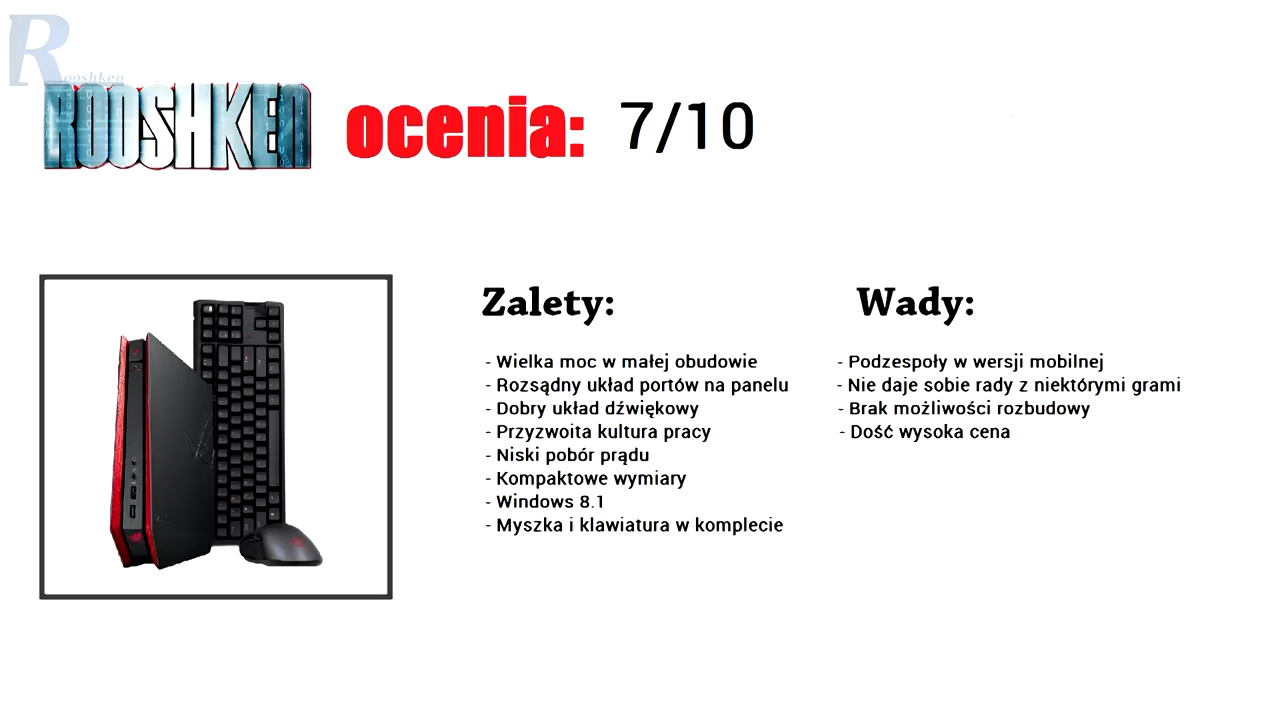 Rooshken
ROOSHKEN ocenia: 7/10
Zalety:
- Wielka moc w małej obudowie
- Rozsądny układ portów na panelu
- Dobry układ dźwiękowy
- Przyzwoita kultura pracy
- Niski pobór prądu
- Kompaktowe wymiary
- Windows 8.1
- Myszka i klawiatura w komplecie
Wady:
- Podzespoły w wersji mobilnej
- Nie daje sobie rady z niektórymi grami
- Brak możliwości rozbudowy
- Dość wysoka cena